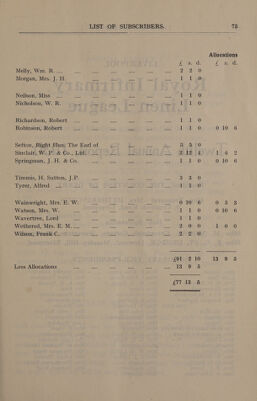 LIST OF SUBSCRIBERS. 75
Allocations
£ s. d. £ s. d.
Melly, Wm. R. ... 2 2 0
Morgan, Mrs. J. H. 1 1 0
Neilson, Miss 1 1 0
Nicholson, W. R. 1 1 0
Richardson, Robert 1 1 0
Robinson, Robert 1 1 0 0 10 6
Sefton, Right Hon. The Earl of 5 5 0
Sinclair, W. P. & Co., Ltd. 2 12 4 1 6 2
Springman, J. H. & Co. 1 1 0 0 10 6
Timmis, H. Sutton, J.P. 3 3 0
Tyrer, Alfred 1 1 0
Wainwright, Mrs. E. W. 0 10 6 0 5 3
Watson, Mrs. W. 1 1 0 0 10 6
Wavertree, Lord 1 1 0
Wethered, Mrs. E. M. 2 0 0 1 0 0
Wilson, Frank C. 2 2 0
£91 2 10 13 9 5
Less Allocations 13 9 5
£77 13 5